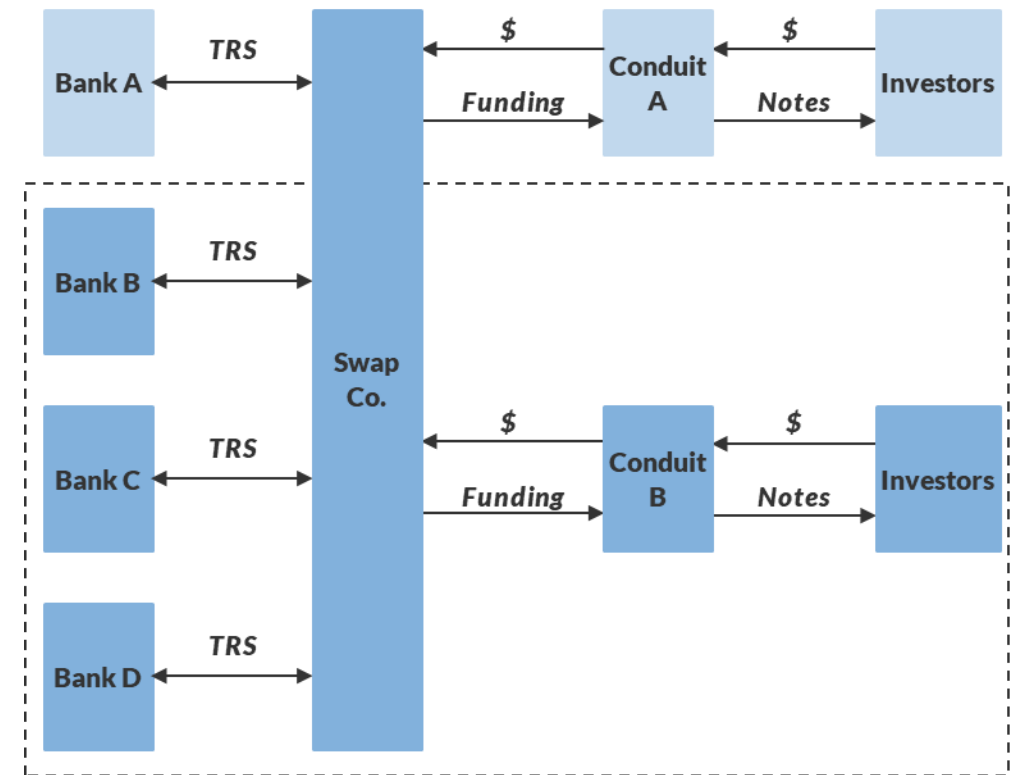 TRS
$
$
Bank A
Conduit
A
Investors
Funding
Notes
TRS
Bank B
Swap
Co.
TRS
$
$
Bank C
Conduit
B
Investors
Funding
Notes
TRS
Bank D